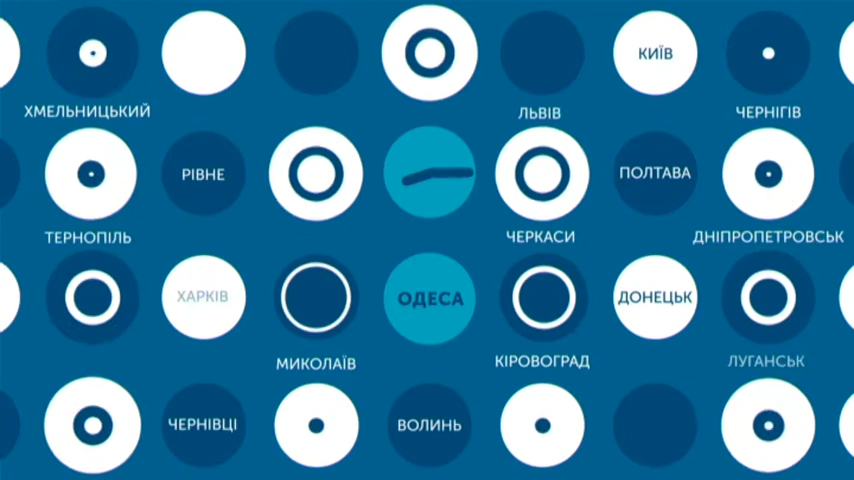 КИЇВ
ХМЕЛЬНИЦЬКИЙ
ЛЬВІВ
ЧЕРНІГІВ
РІВНЕ
ПОЛТАВА
ТЕРНОПІЛЬ
ЧЕРКАСИ
ДНІПРОПЕТРОВСЬК
ХАРКІВ
ОДЕСА
ДОНЕЦЬК
МИКОЛАЇВ
КІРОВОГРАД
ЛУГАНСЬК
ЧЕРНІВЦІ
ВОЛИНЬ